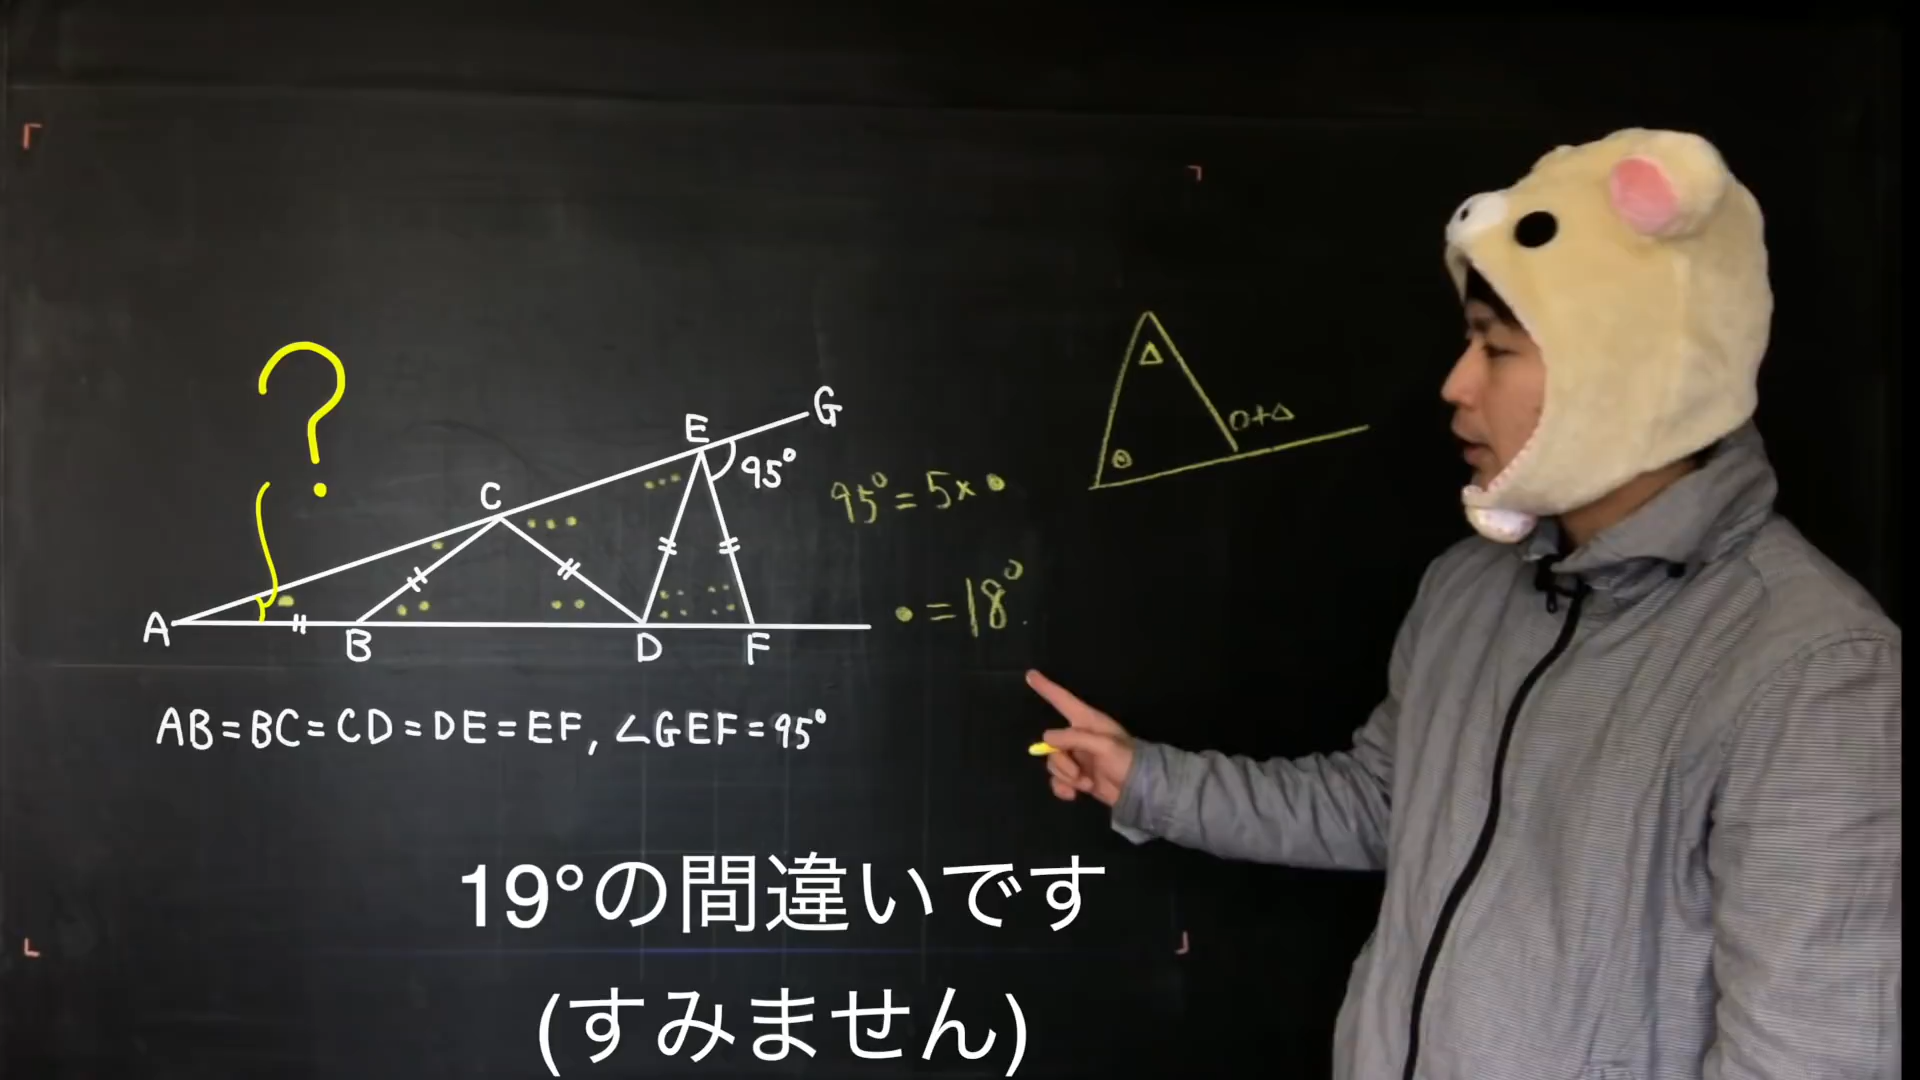 G
E
95°
C
A
B
D
F
Δ
○+Δ
○
95°=5×•
•=18°.
AB=BC=CD=DE=EF, ∠GEF=95°
19°の間違いです
(すみません)